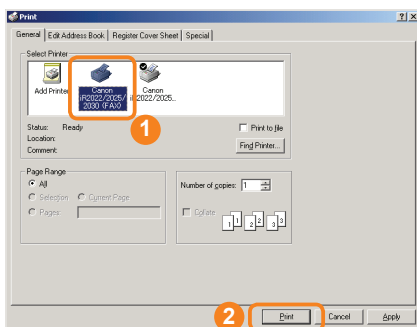 Print
General Edit Address Book Register Cover Sheet Special
Select Printer
Add Printer
Canon
iR2022/2025/
2030 (FAX)
Canon
iR2022/2025...
1
Status: Ready
Location:
Comment:
Print to file
Find Printer...
Page Range
All
Selection Current Page
Pages:
Number of copies: 1
Collate
1 1 2 2 3 3
2
Print Cancel Apply